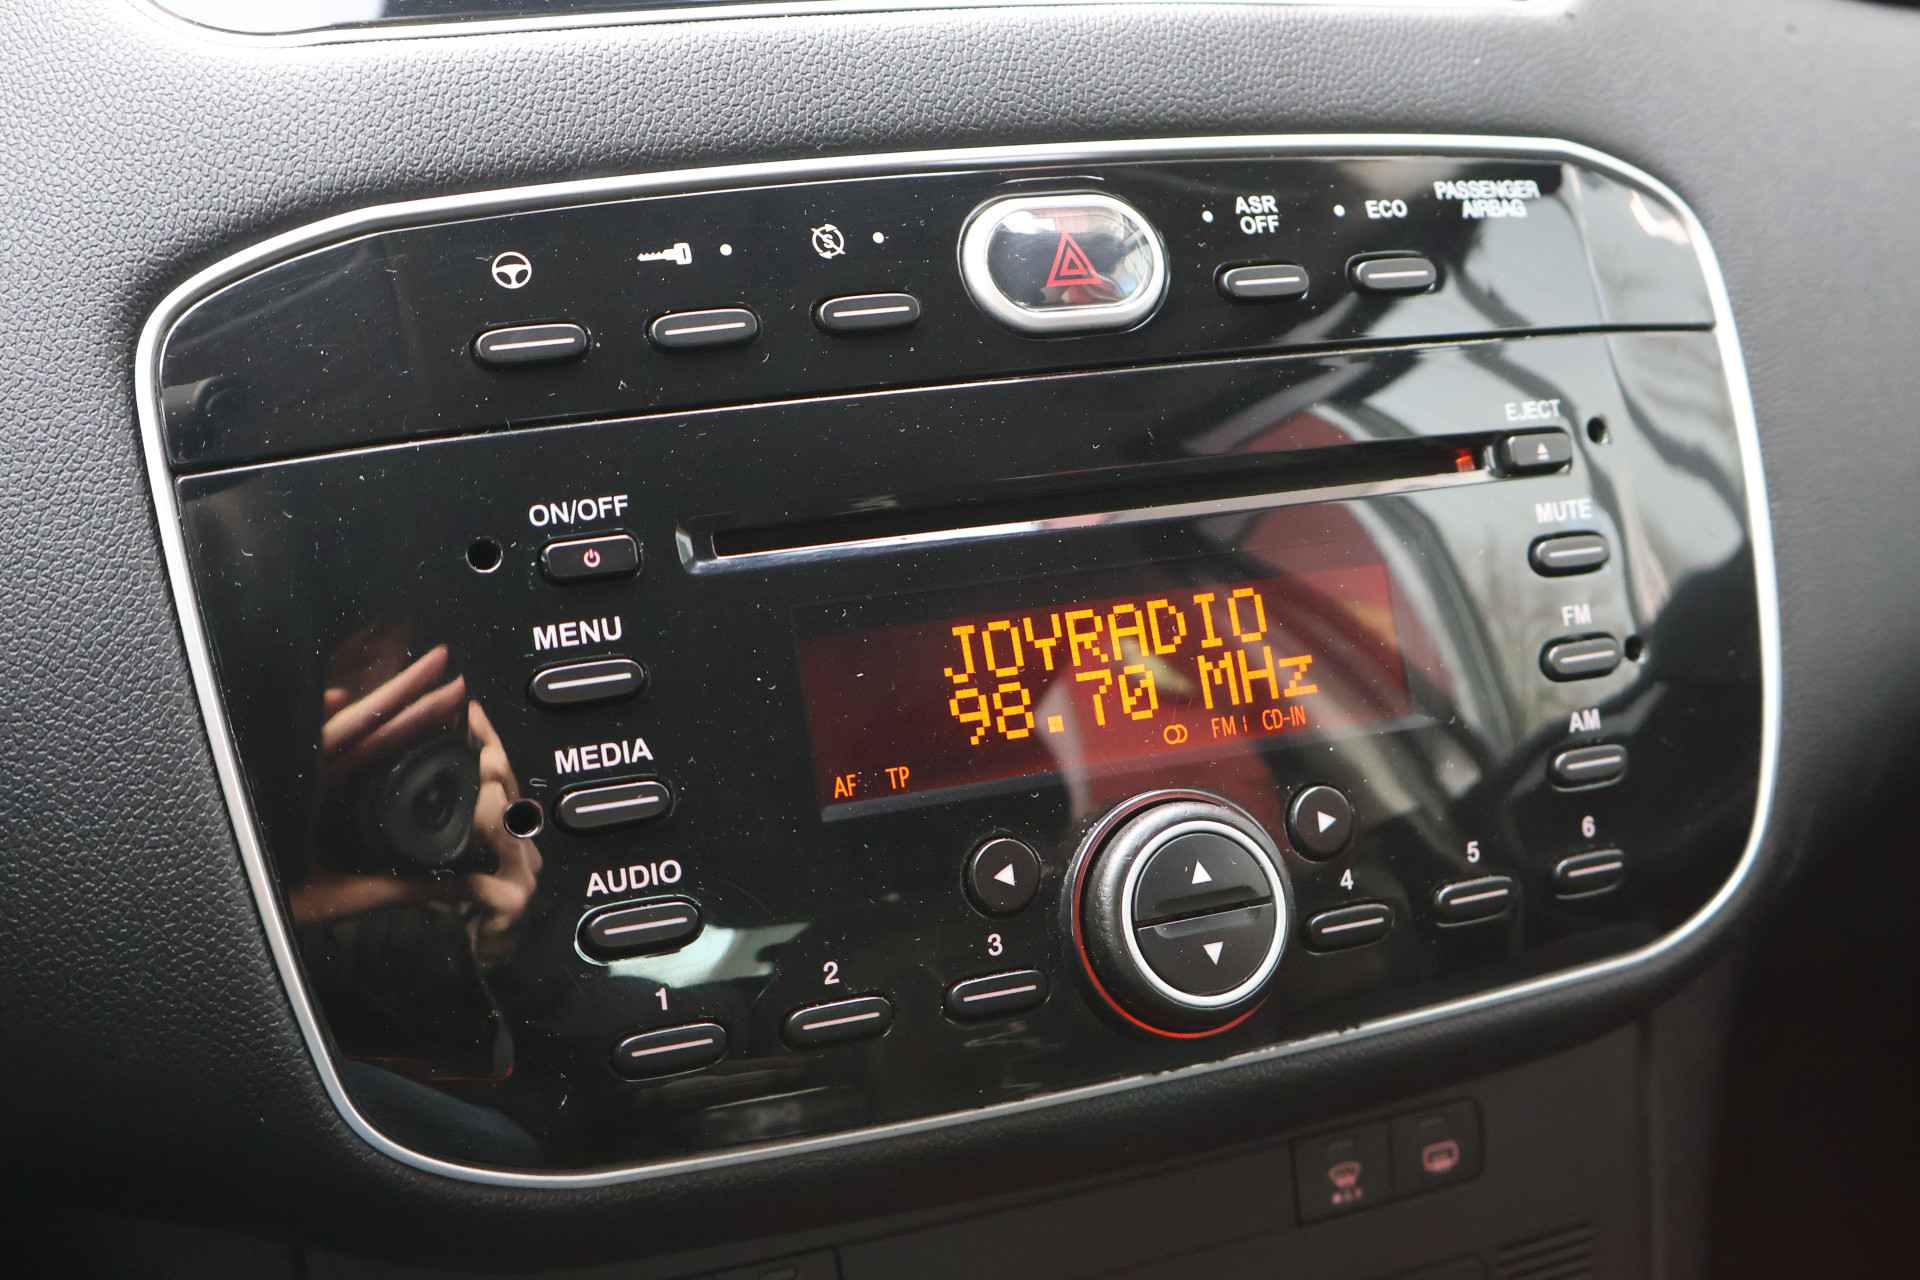 ASR
OFF
ECO
PASSENGER
AIRBAG
EJECT
ON/OFF
MUTE
JOYRADIO
98.70 MHz
FM I CD-IN
AF TP
MENU
FM
MEDIA
AM
AUDIO
1
2
3
4
5
6